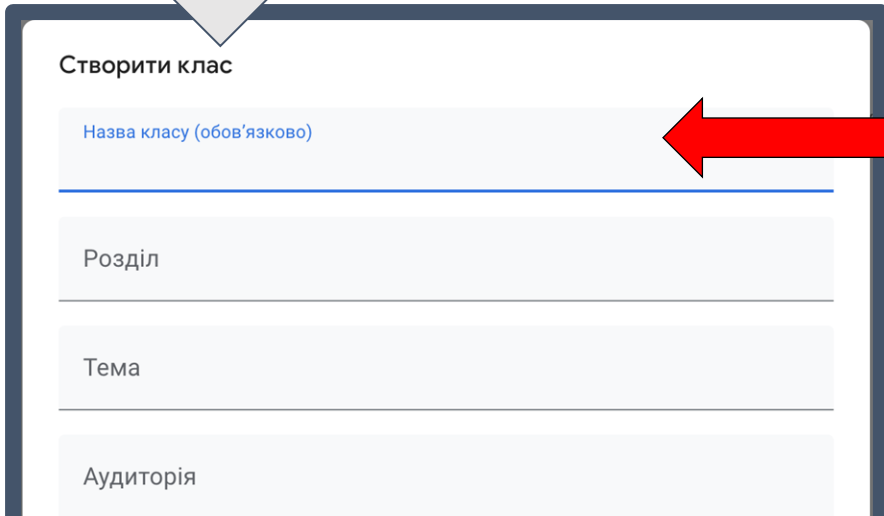 Створити клас
Назва класу (обов’язково)
Розділ
Тема
Аудиторія